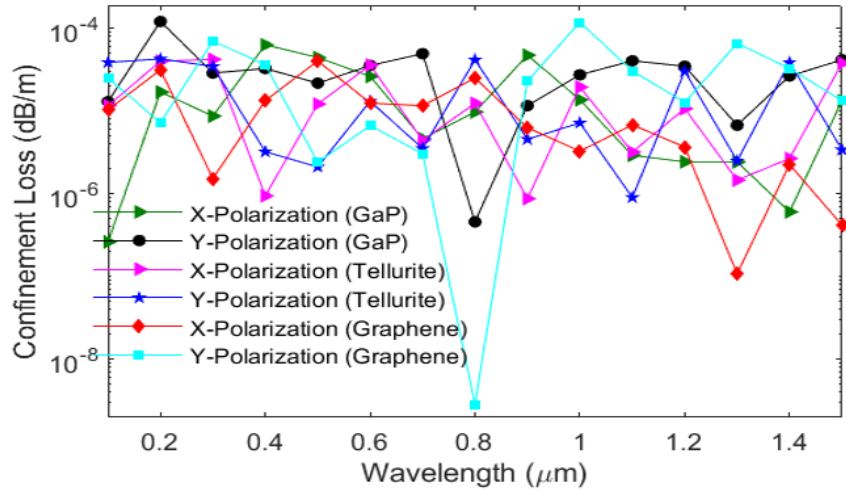 Confinement Loss (dB/m)
10⁻⁴
10⁻⁶
10⁻⁸
X-Polarization (GaP)
Y-Polarization (GaP)
X-Polarization (Tellurite)
Y-Polarization (Tellurite)
X-Polarization (Graphene)
Y-Polarization (Graphene)
0.2 0.4 0.6 0.8 1 1.2 1.4
Wavelength (μm)